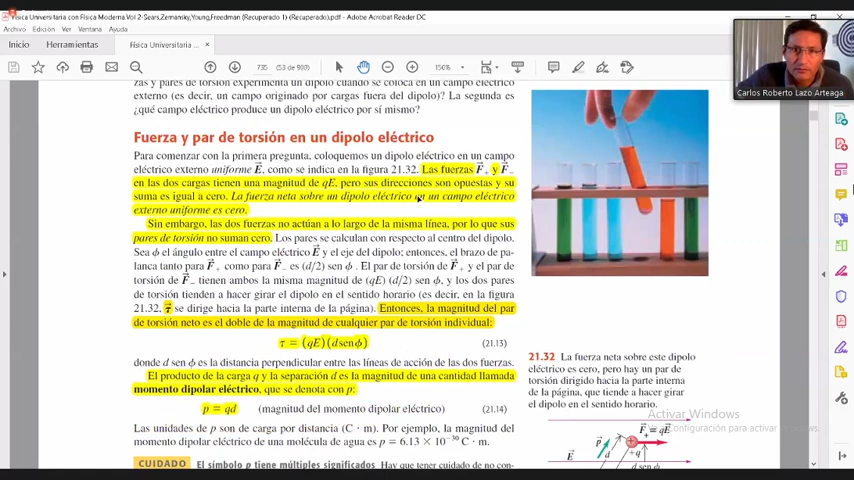 Física Universitaria con Física Moderna.Vol 2-Sears,Zemansky,Young,Freedman (Recuperado 1) (Recuperado).pdf - Adobe Acrobat Reader DC
Archivo Edición Ver Ventana Ayuda
Inicio Herramientas Física Universitaria ... ×
735 (53 de 900) 150%
Carlos Roberto Lazo Arteaga
zas y pares de torsión experimenta un dipolo cuando se coloca en un campo eléctrico
externo (es decir, un campo originado por cargas fuera del dipolo)? La segunda es
¿qué campo eléctrico produce un dipolo eléctrico por sí mismo?
Fuerza y par de torsión en un dipolo eléctrico
Para comenzar con la primera pregunta, coloquemos un dipolo eléctrico en un campo
eléctrico externo uniforme E⃗, como se indica en la figura 21.32. Las fuerzas F⃗₊ y F⃗₋
en las dos cargas tienen una magnitud de qE, pero sus direcciones son opuestas y su
suma es igual a cero. La fuerza neta sobre un dipolo eléctrico en un campo eléctrico
externo uniforme es cero.
Sin embargo, las dos fuerzas no actúan a lo largo de la misma línea, por lo que sus
pares de torsión no suman cero. Los pares se calculan con respecto al centro del dipolo.
Sea ϕ el ángulo entre el campo eléctrico E⃗ y el eje del dipolo; entonces, el brazo de pa-
lanca tanto para F⃗₊ como para F⃗₋ es (d/2) sen ϕ. El par de torsión de F⃗₊ y el par de
torsión de F⃗₋ tienen ambos la misma magnitud de (qE) (d/2) sen ϕ, y los dos pares
de torsión tienden a hacer girar el dipolo en el sentido horario (es decir, en la figura
21.32, τ⃗ se dirige hacia la parte interna de la página). Entonces, la magnitud del par
de torsión neto es el doble de la magnitud de cualquier par de torsión individual:
τ = (qE)(d sen ϕ) (21.13)
donde d sen ϕ es la distancia perpendicular entre las líneas de acción de las dos fuerzas.
El producto de la carga q y la separación d es la magnitud de una cantidad llamada
momento dipolar eléctrico, que se denota con p:
p = qd (magnitud del momento dipolar eléctrico) (21.14)
Las unidades de p son de carga por distancia (C · m). Por ejemplo, la magnitud del
momento dipolar eléctrico de una molécula de agua es p = 6.13 × 10⁻³⁰ C · m.
CUIDADO El símbolo p tiene múltiples significados Hay que tener cuidado de no con-
21.32 La fuerza neta sobre este dipolo
eléctrico es cero, pero hay un par de
torsión dirigido hacia la parte interna
de la página, que tiende a hacer girar
el dipolo en el sentido horario.
Activar Windows
Ve a Configuración para activar Windows.
F⃗₊ = qE⃗
p⃗
+q
E⃗
d
d sen ϕ